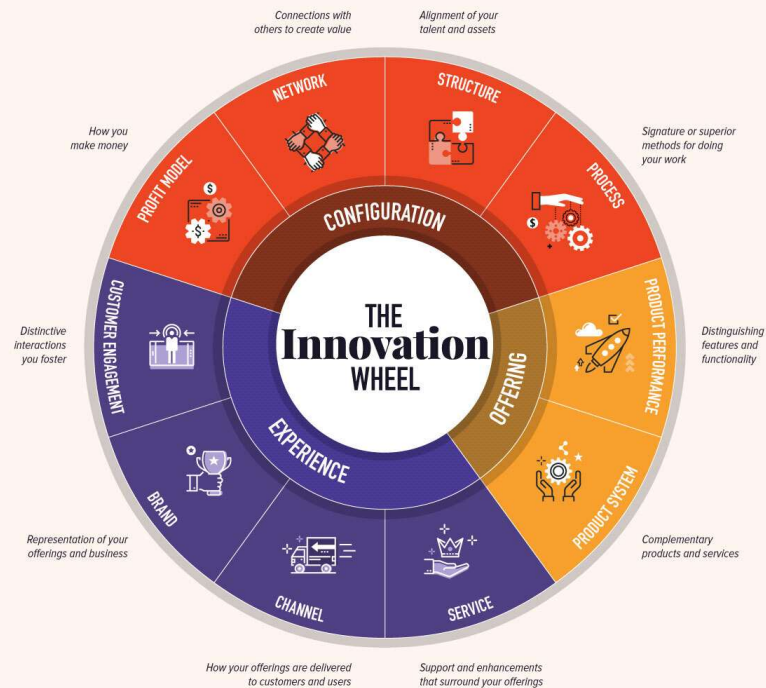 Connections with
others to create value
Alignment of your
talent and assets
How you
make money
Signature or superior
methods for doing
your work
Distinctive
interactions
you foster
Distinguishing
features and
functionality
Representation of your
offerings and business
Complementary
products and services
How your offerings are delivered
to customers and users
Support and enhancements
that surround your offerings
NETWORK
STRUCTURE
PROFIT MODEL
PROCESS
CUSTOMER ENGAGEMENT
PRODUCT PERFORMANCE
BRAND
PRODUCT SYSTEM
CHANNEL
SERVICE
CONFIGURATION
OFFERING
EXPERIENCE
THE
Innovation
WHEEL
$
$
$